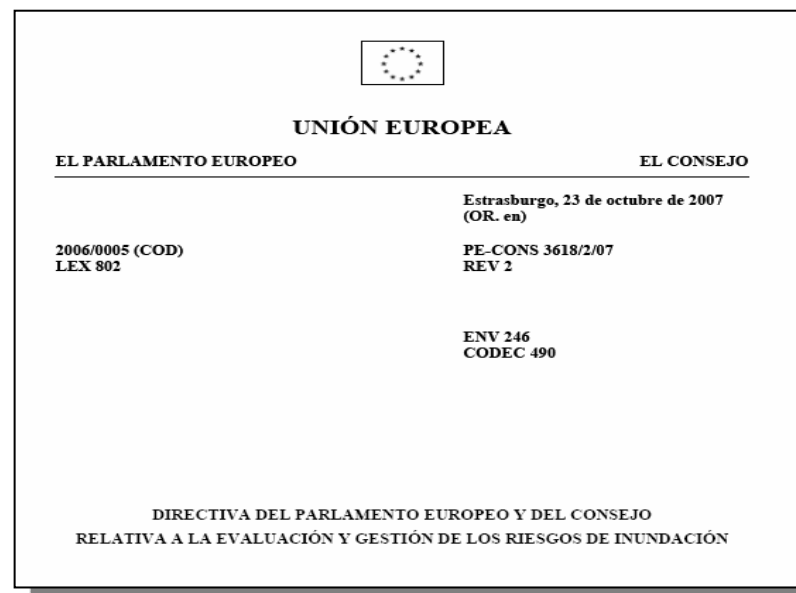 UNIÓN EUROPEA
EL PARLAMENTO EUROPEO EL CONSEJO
Estrasburgo, 23 de octubre de 2007
(OR. en)
2006/0005 (COD) PE-CONS 3618/2/07
LEX 802 REV 2
ENV 246
CODEC 490
DIRECTIVA DEL PARLAMENTO EUROPEO Y DEL CONSEJO
RELATIVA A LA EVALUACIÓN Y GESTIÓN DE LOS RIESGOS DE INUNDACIÓN